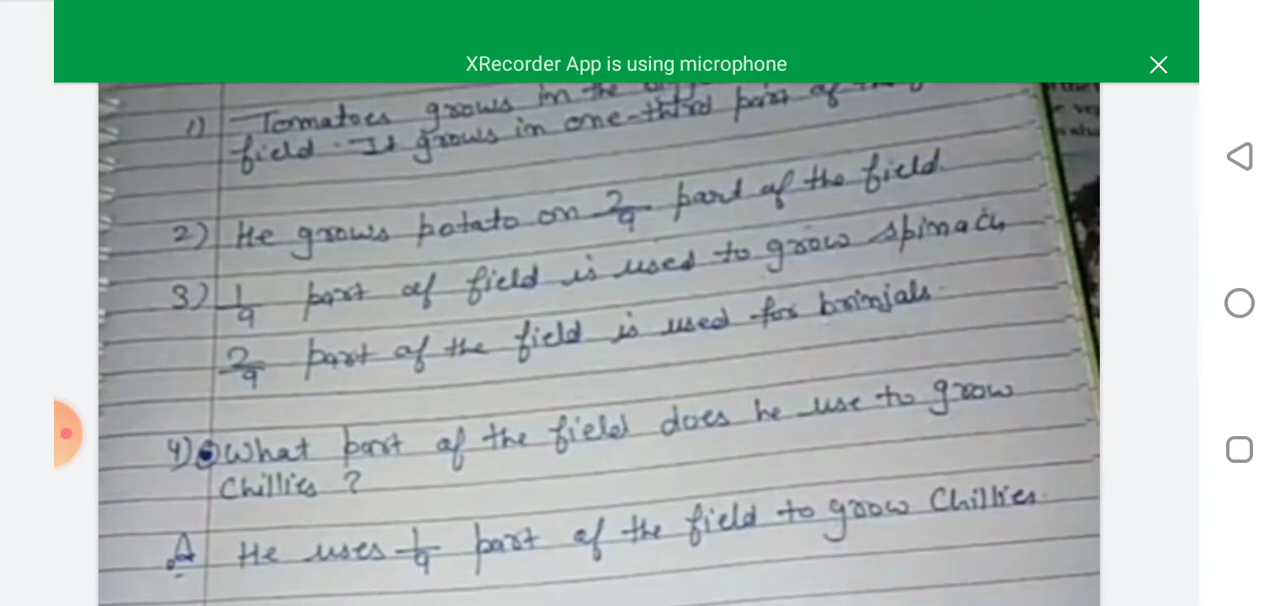 XRecorder App is using microphone
1) Tomatoes grows in the
field. It grows in one-third part of the
2) He grows potato on 2/9 part of the field.
3) 1/9 part of field is used to grow spinach
2/9 part of the field is used for brinjals.
4) What part of the field does he use to grow
Chillies ?
A He uses 1/9 part of the field to grow Chillies.